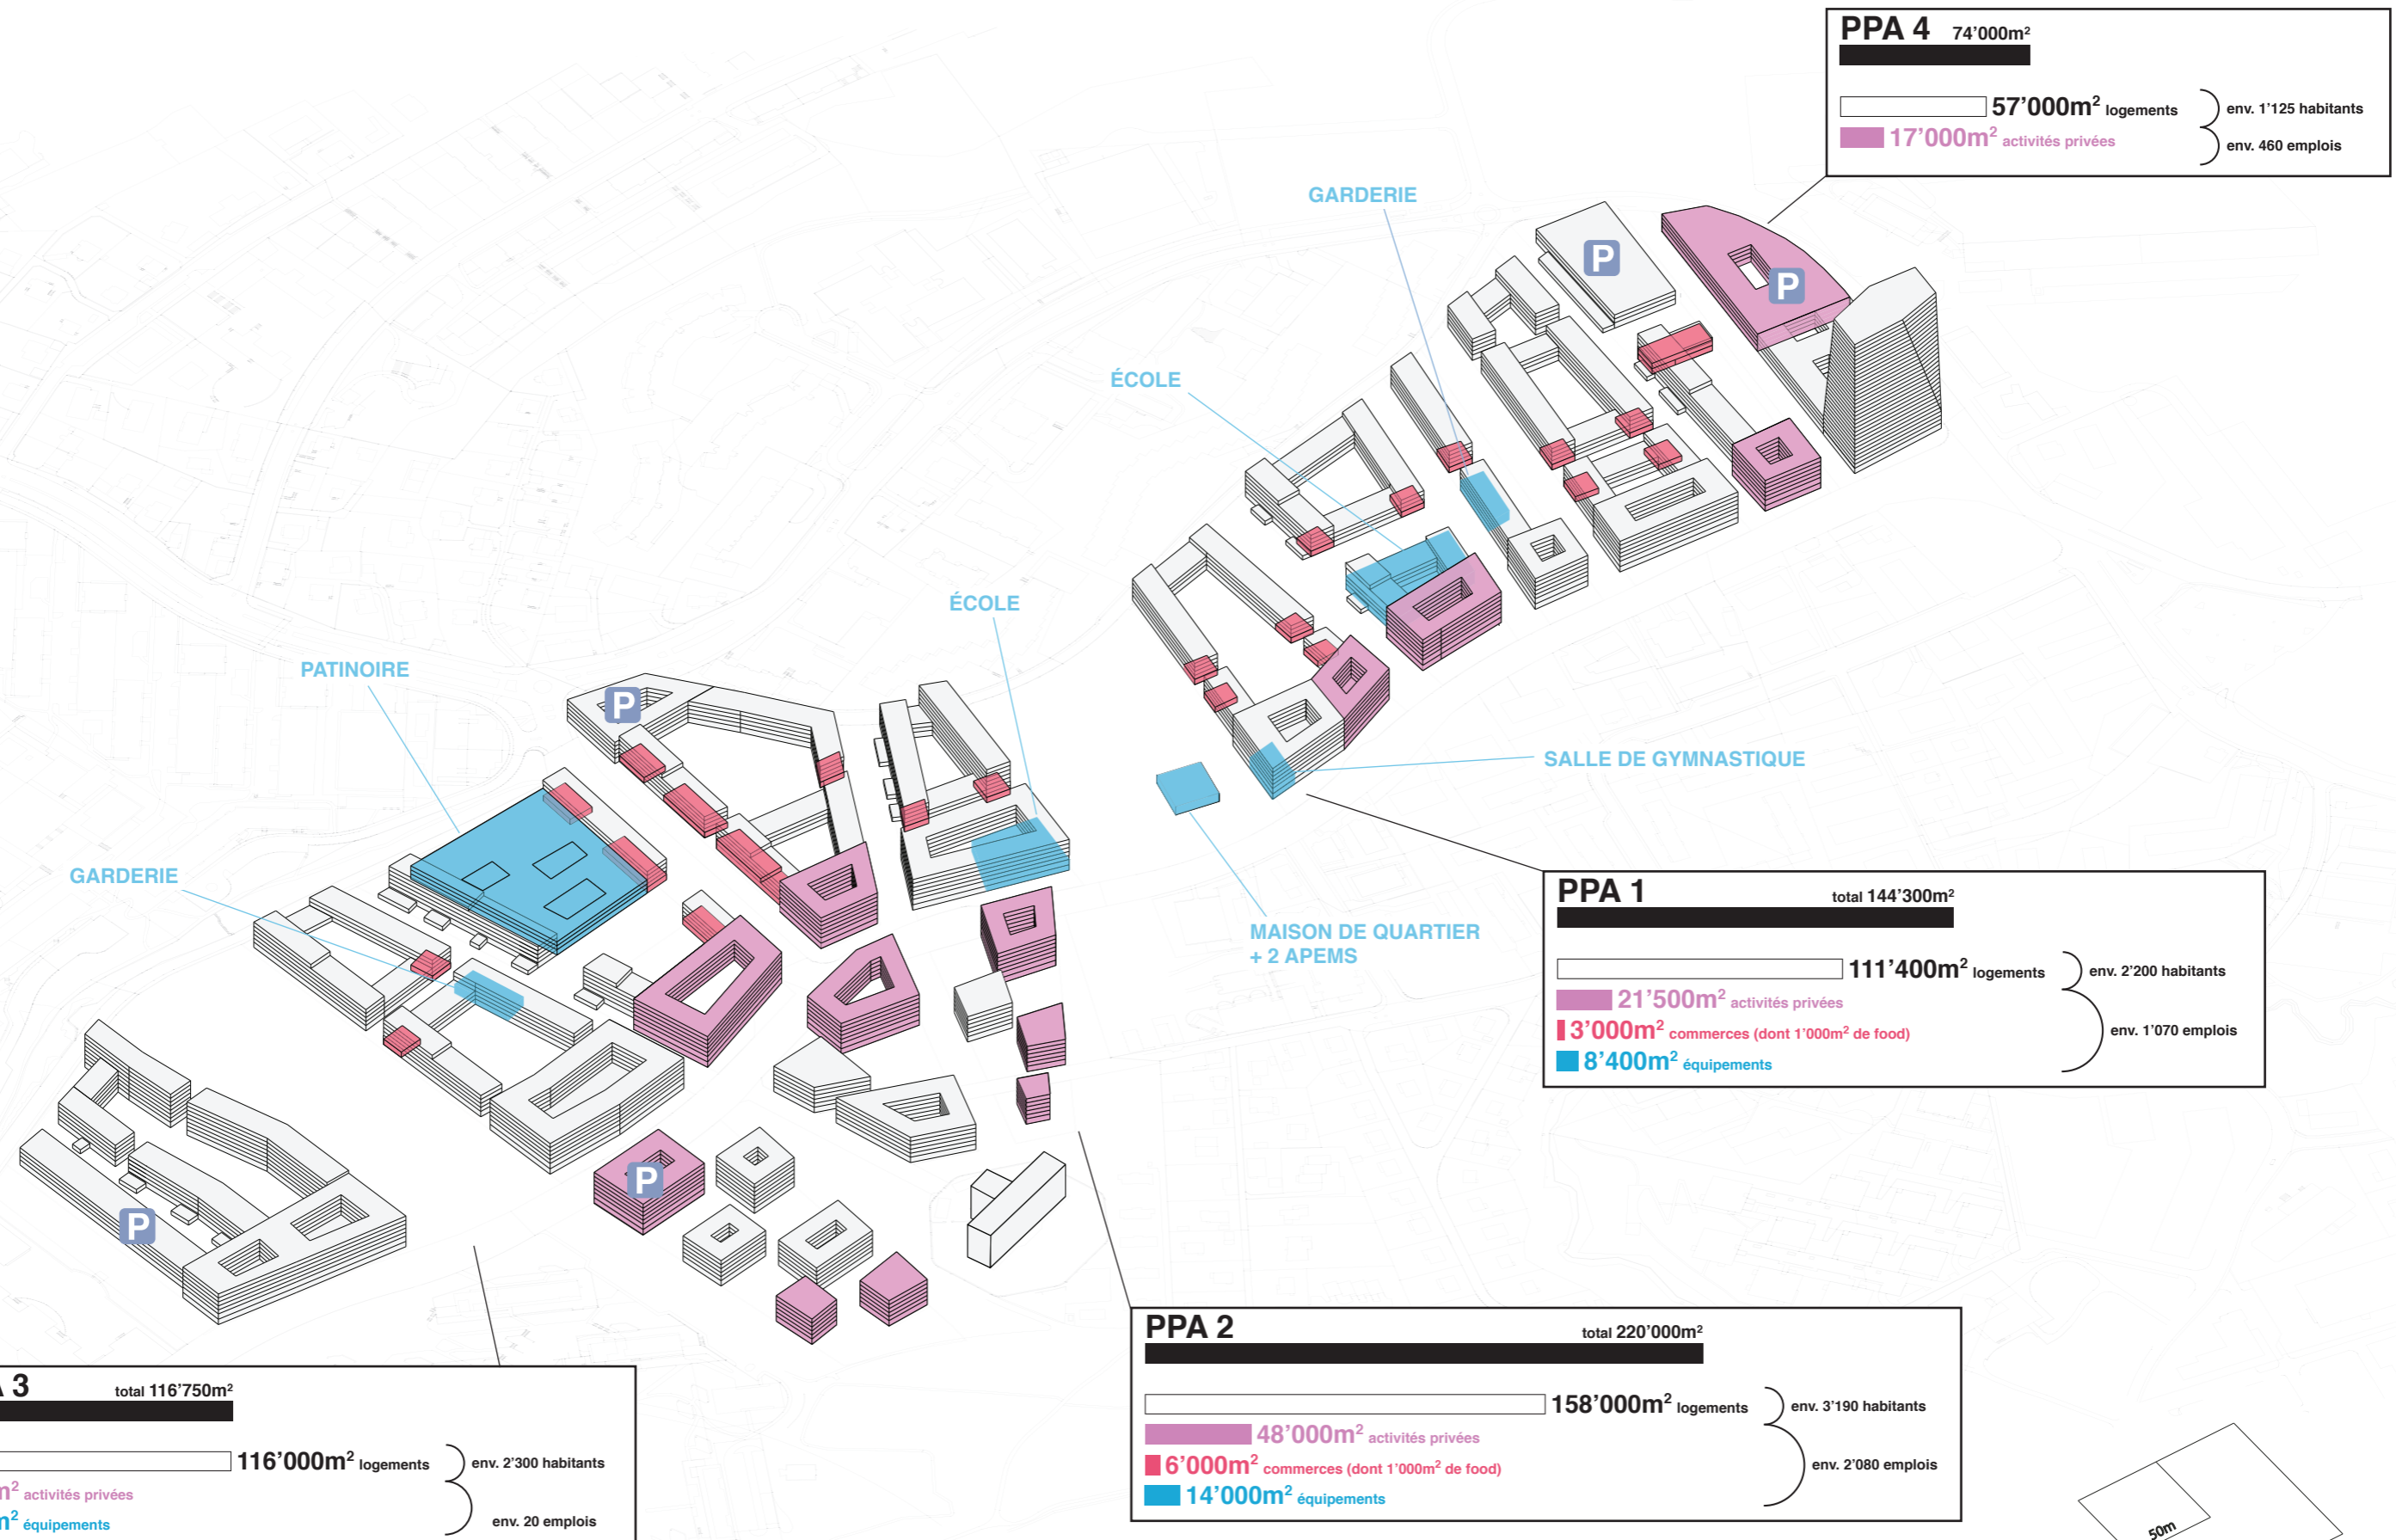 PPA 4 74’000m²
57’000m² logements
env. 1’125 habitants
17’000m² activités privées
env. 460 emplois
GARDERIE
P
P
ÉCOLE
ÉCOLE
PATINOIRE
P
SALLE DE GYMNASTIQUE
GARDERIE
MAISON DE QUARTIER
+ 2 APEMS
PPA 1 total 144’300m²
111’400m² logements
env. 2’200 habitants
21’500m² activités privées
3’000m² commerces (dont 1’000m² de food)
env. 1’070 emplois
8’400m² équipements
P
P
PPA 2 total 220’000m²
158’000m² logements
env. 3’190 habitants
48’000m² activités privées
6’000m² commerces (dont 1’000m² de food)
env. 2’080 emplois
14’000m² équipements
3 total 116’750m²
116’000m² logements
env. 2’300 habitants
m² activités privées
m² équipements
env. 20 emplois
50m